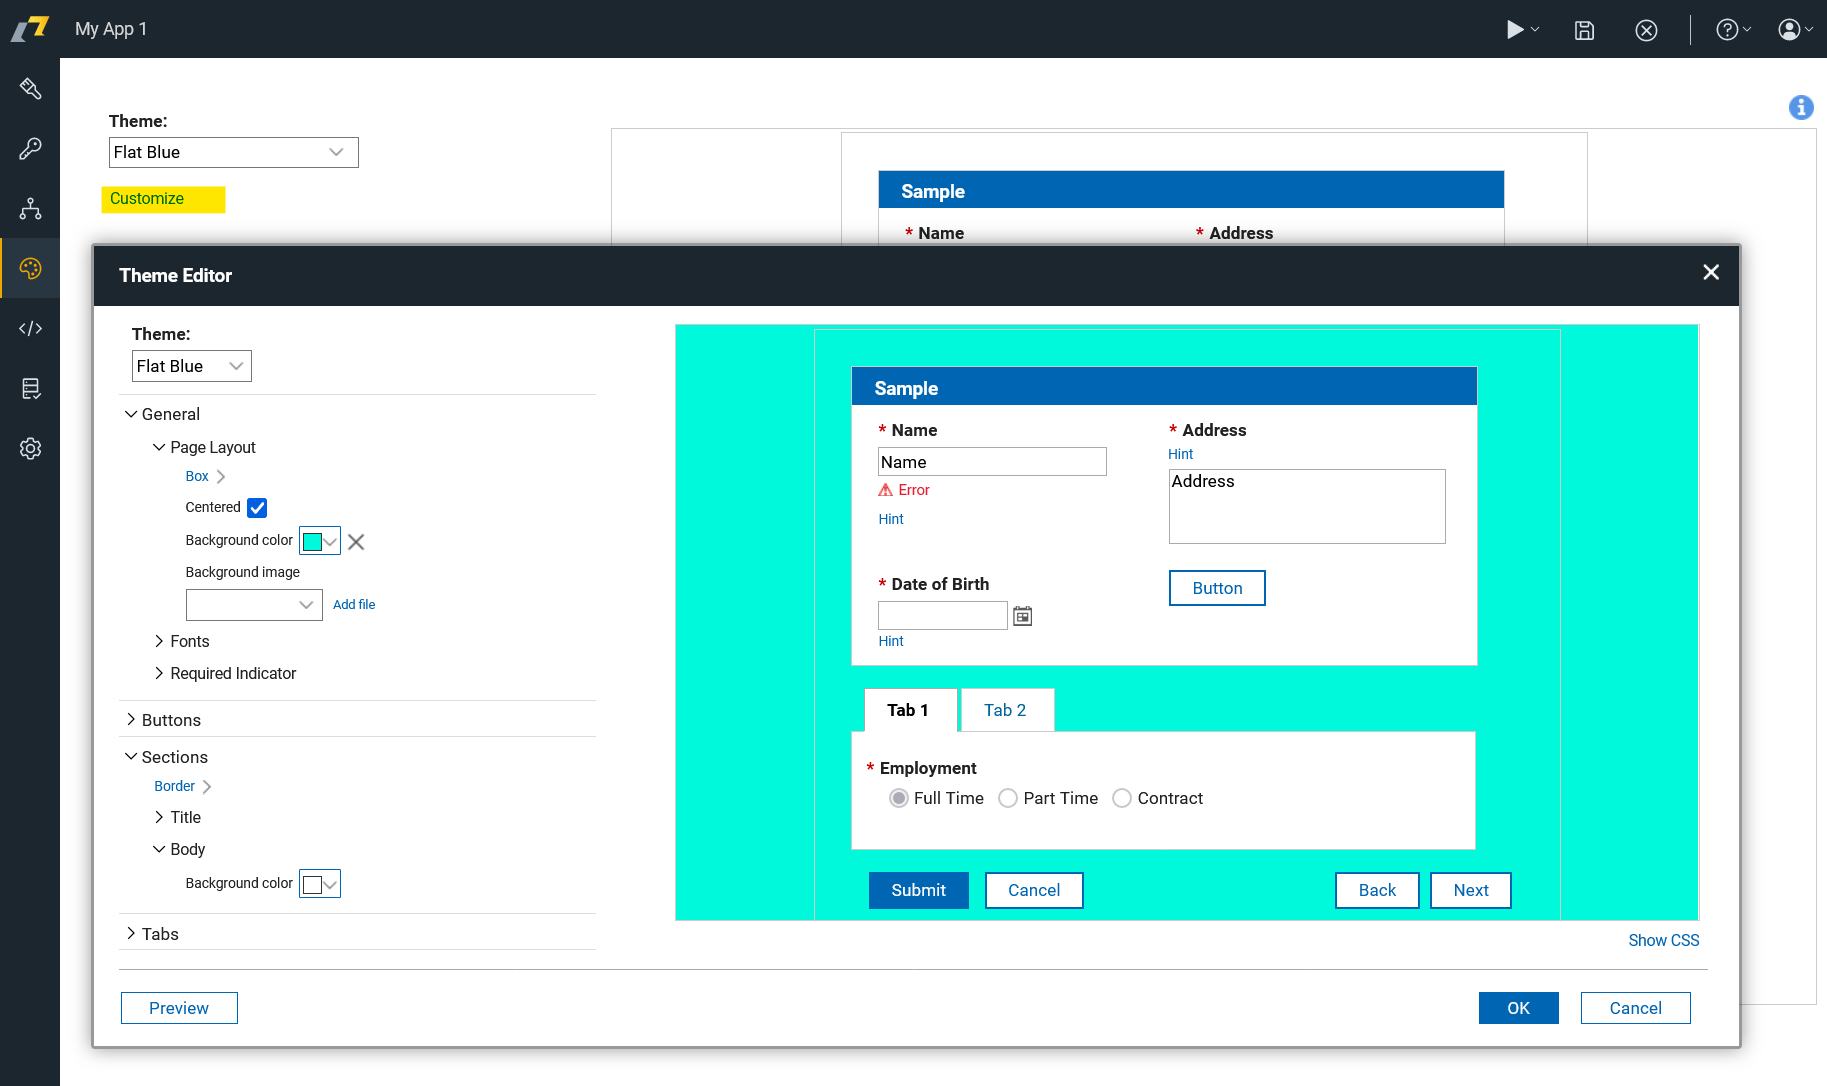 My App 1
Theme:
Flat Blue
Customize
Sample
* Name
* Address
Theme Editor
Theme:
Flat Blue
General
Page Layout
Box
Centered
Background color
Background image
Add file
Fonts
Required Indicator
Buttons
Sections
Border
Title
Body
Background color
Tabs
Sample
* Name
Name
Error
Hint
* Address
Hint
Address
* Date of Birth
Hint
Button
Tab 1
Tab 2
* Employment
Full Time
Part Time
Contract
Submit
Cancel
Back
Next
Show CSS
Preview
OK
Cancel